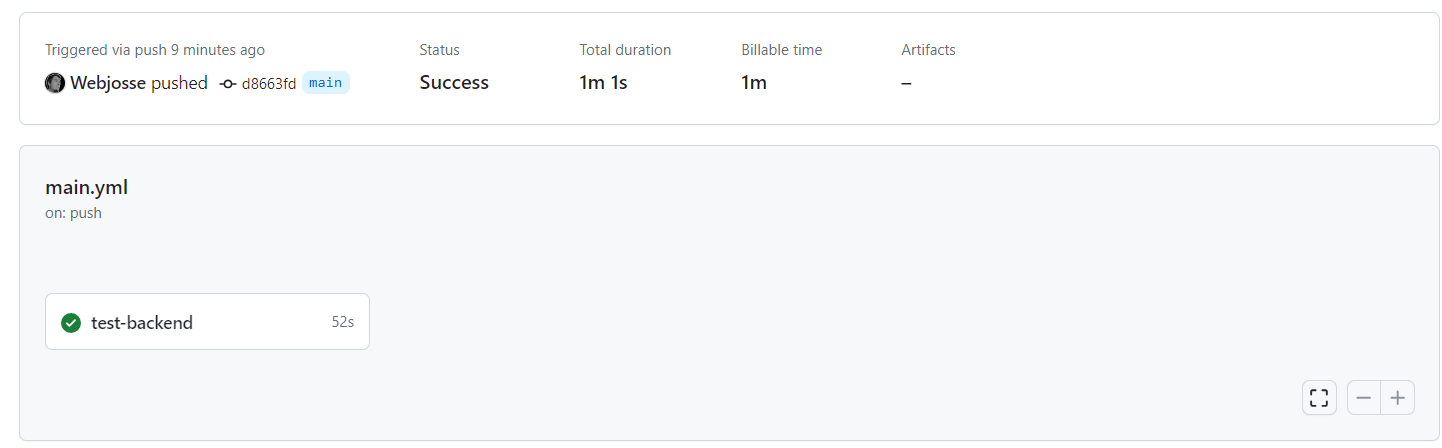 Triggered via push 9 minutes ago
Webjosse pushed d8663fd main
Status
Success
Total duration
1m 1s
Billable time
1m
Artifacts
–
main.yml
on: push
test-backend 52s